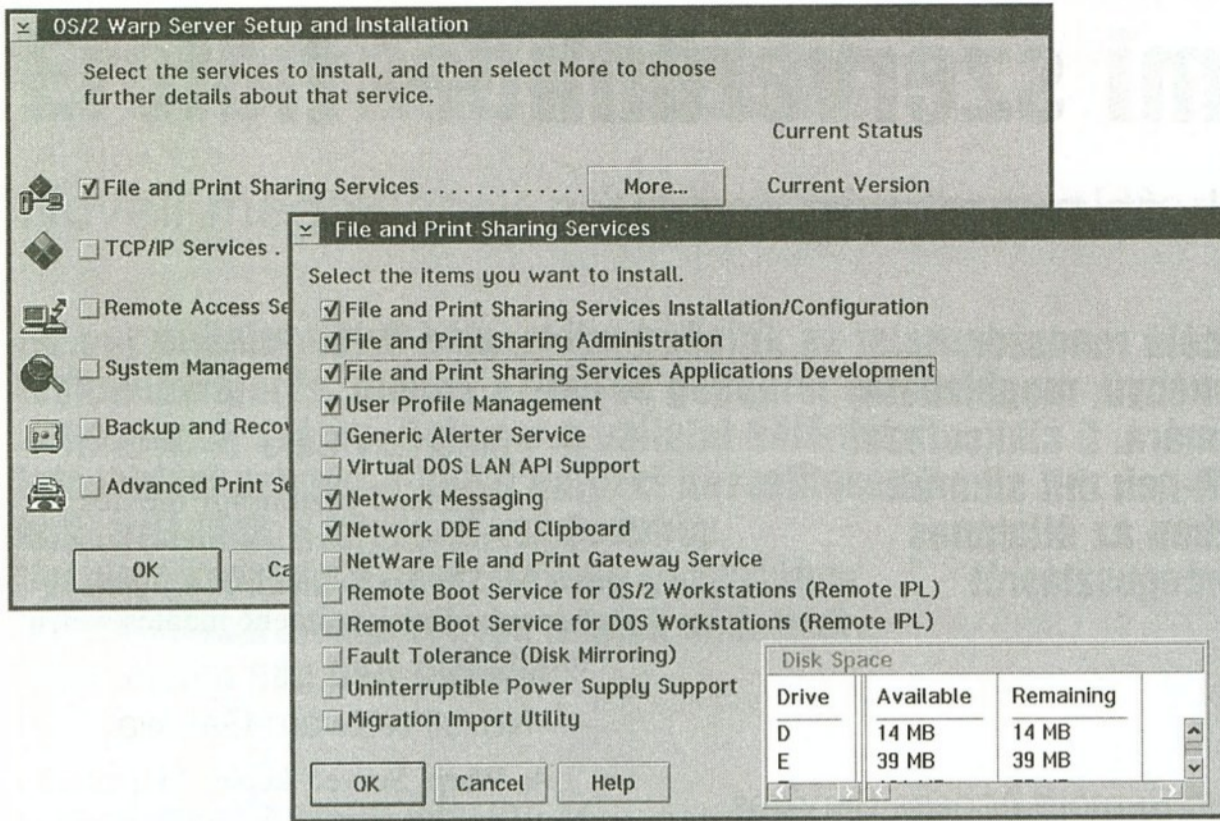 OS/2 Warp Server Setup and Installation
Select the services to install, and then select More to choose
further details about that service.
Current Status
File and Print Sharing Services . . . . . . . . . . . . . More... Current Version
TCP/IP Services .
Remote Access Se
System Manageme
Backup and Recov
Advanced Print Se
OK Ca
File and Print Sharing Services
Select the items you want to install.
File and Print Sharing Services Installation/Configuration
File and Print Sharing Administration
File and Print Sharing Services Applications Development
User Profile Management
Generic Alerter Service
Virtual DOS LAN API Support
Network Messaging
Network DDE and Clipboard
NetWare File and Print Gateway Service
Remote Boot Service for OS/2 Workstations (Remote IPL)
Remote Boot Service for DOS Workstations (Remote IPL)
Fault Tolerance (Disk Mirroring)
Uninterruptible Power Supply Support
Migration Import Utility
OK Cancel Help
Disk Space
Drive Available Remaining
D 14 MB 14 MB
E 39 MB 39 MB